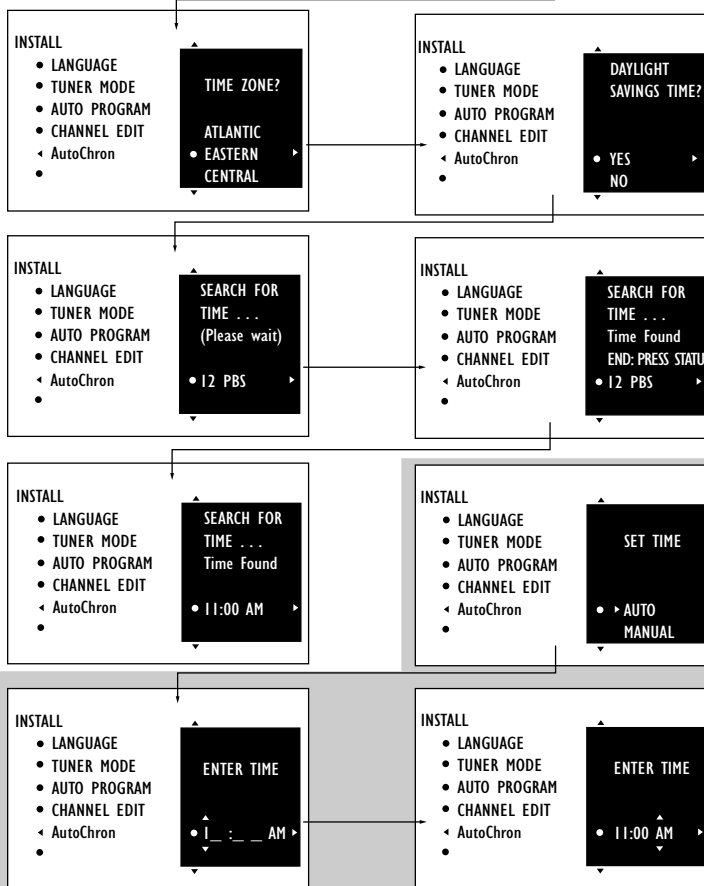 INSTALL
LANGUAGE
TUNER MODE
AUTO PROGRAM
CHANNEL EDIT
AutoChron
TIME ZONE?
ATLANTIC
EASTERN
CENTRAL
INSTALL
LANGUAGE
TUNER MODE
AUTO PROGRAM
CHANNEL EDIT
AutoChron
DAYLIGHT
SAVINGS TIME?
YES
NO
INSTALL
LANGUAGE
TUNER MODE
AUTO PROGRAM
CHANNEL EDIT
AutoChron
SEARCH FOR
TIME . . .
(Please wait)
12 PBS
INSTALL
LANGUAGE
TUNER MODE
AUTO PROGRAM
CHANNEL EDIT
AutoChron
SEARCH FOR
TIME . . .
Time Found
END: PRESS STATU
12 PBS
INSTALL
LANGUAGE
TUNER MODE
AUTO PROGRAM
CHANNEL EDIT
AutoChron
SEARCH FOR
TIME . . .
Time Found
11:00 AM
INSTALL
LANGUAGE
TUNER MODE
AUTO PROGRAM
CHANNEL EDIT
AutoChron
SET TIME
AUTO
MANUAL
INSTALL
LANGUAGE
TUNER MODE
AUTO PROGRAM
CHANNEL EDIT
AutoChron
ENTER TIME
1_ :_ _ AM
INSTALL
LANGUAGE
TUNER MODE
AUTO PROGRAM
CHANNEL EDIT
AutoChron
ENTER TIME
11:00 AM